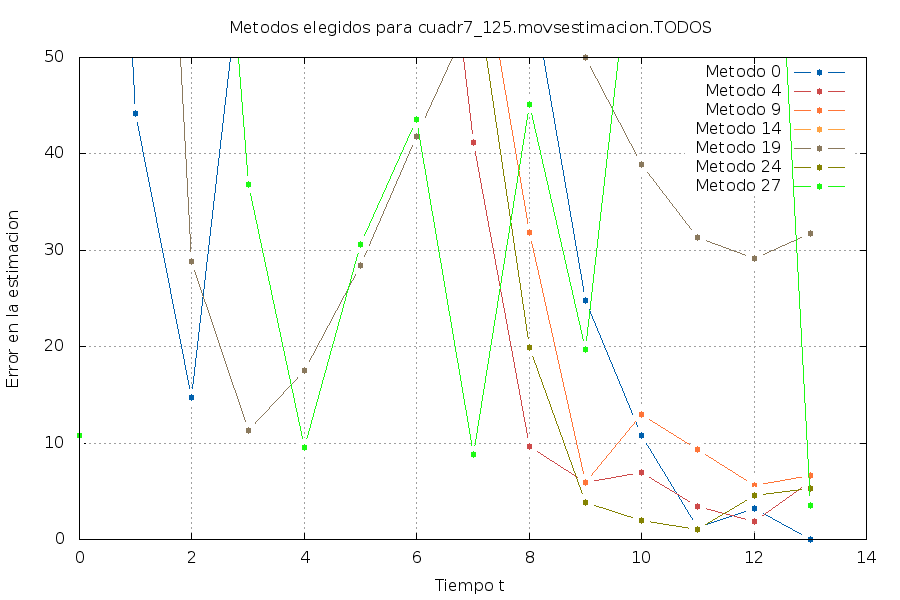 Metodos elegidos para cuadr7_125.movsestimacion.TODOS
50
40
30
20
10
0
Error en la estimacion
Metodo 0
Metodo 4
Metodo 9
Metodo 14
Metodo 19
Metodo 24
Metodo 27
0 2 4 6 8 10 12 14
Tiempo t